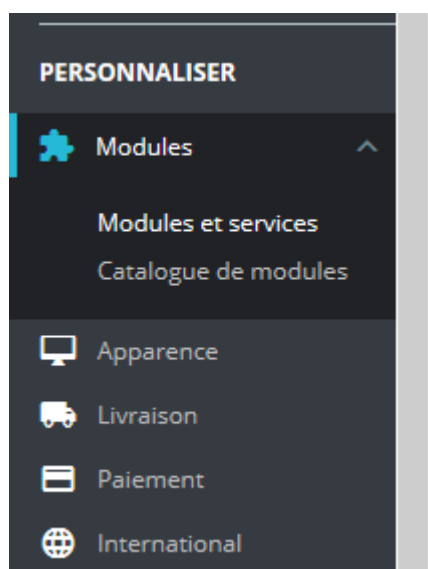 PERSONNALISER
Modules
Modules et services
Catalogue de modules
Apparence
Livraison
Paiement
International